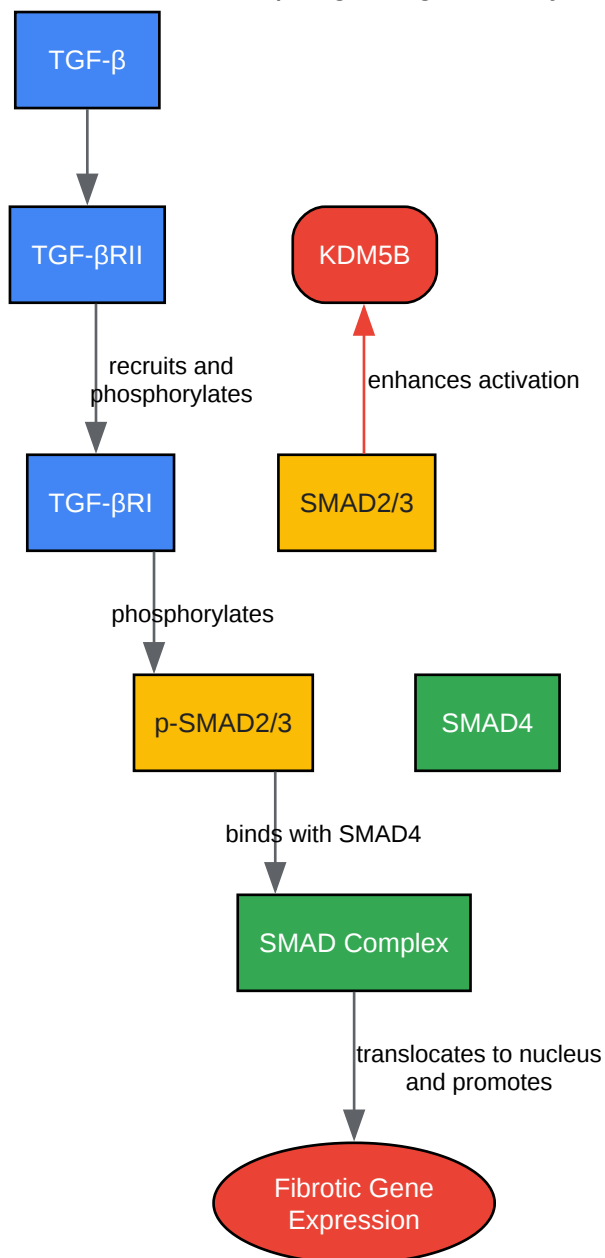 TGF-β
TGF-βRII
KDM5B
recruits and
phosphorylates
enhances activation
TGF-βRI
SMAD2/3
phosphorylates
p-SMAD2/3
SMAD4
binds with SMAD4
SMAD Complex
translocates to nucleus
and promotes
Fibrotic Gene
Expression